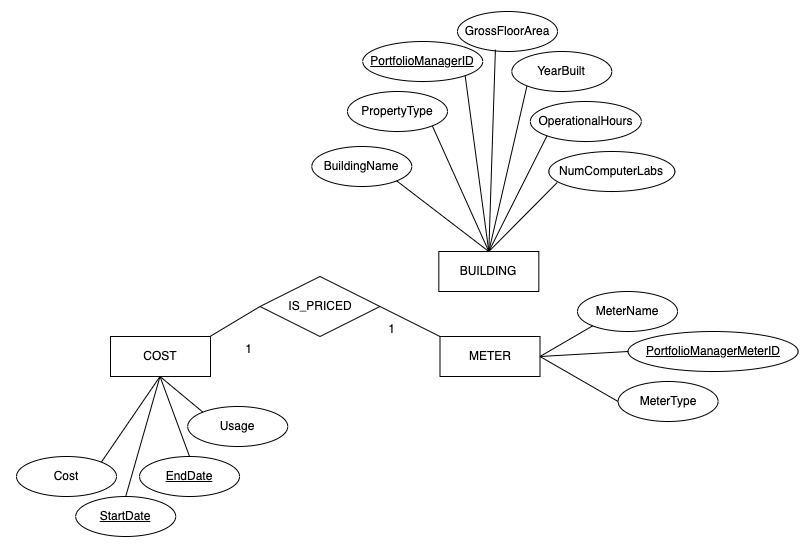 GrossFloorArea
PortfolioManagerID
YearBuilt
PropertyType
OperationalHours
BuildingName
NumComputerLabs
BUILDING
IS_PRICED
MeterName
1
1
COST
METER
PortfolioManagerMeterID
MeterType
Usage
Cost
EndDate
StartDate